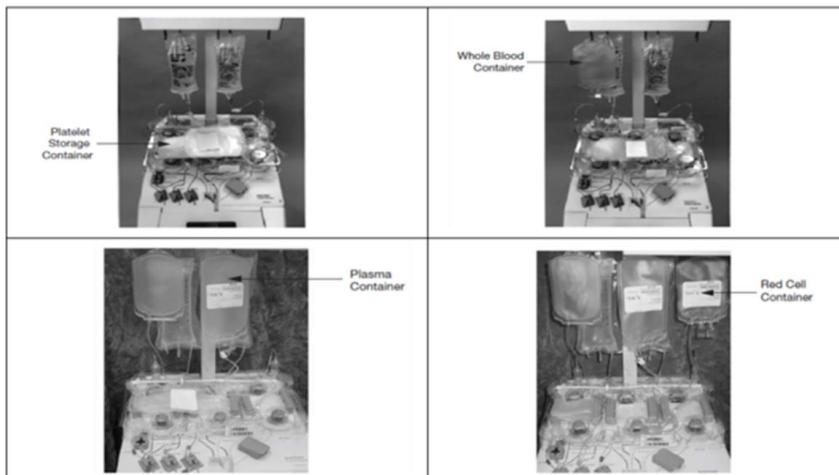 Platelet
Storage
Container
Whole Blood
Container
Plasma
Container
Red Cell
Container